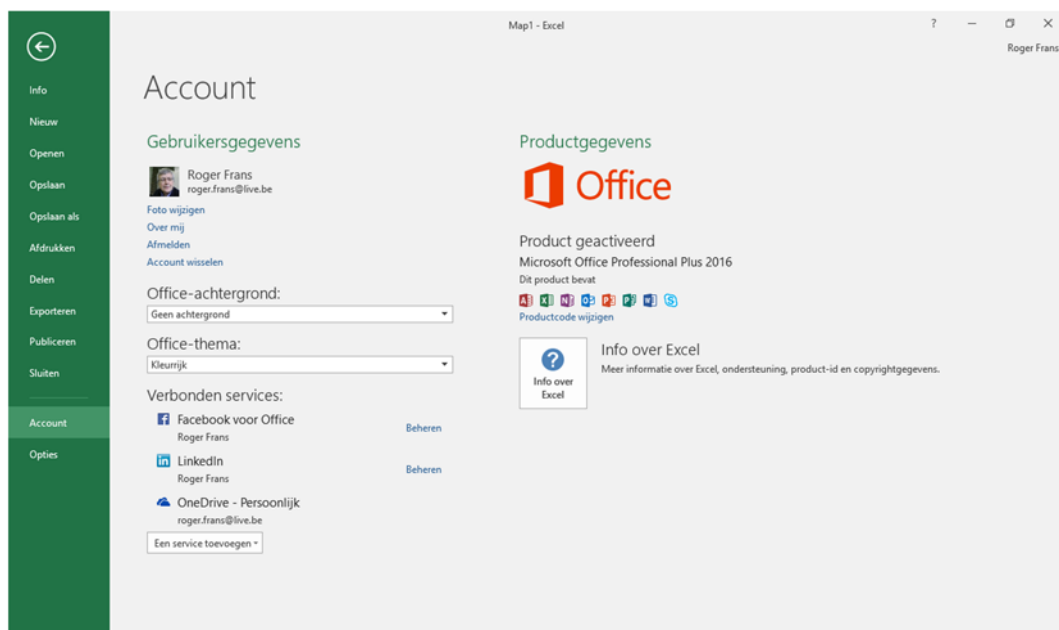 Map1 - Excel
?
Roger Frans
Info
Nieuw
Openen
Opslaan
Opslaan als
Afdrukken
Delen
Exporteren
Publiceren
Sluiten
Account
Opties
Account
Gebruikersgegevens
Roger Frans
roger.frans@live.be
Foto wijzigen
Over mij
Afmelden
Account wisselen
Office-achtergrond:
Geen achtergrond
Office-thema:
Kleurrijk
Verbonden services:
Facebook voor Office
Roger Frans
Beheren
LinkedIn
Roger Frans
Beheren
OneDrive - Persoonlijk
roger.frans@live.be
Een service toevoegen
Productgegevens
Office
Product geactiveerd
Microsoft Office Professional Plus 2016
Dit product bevat
Productcode wijzigen
Info over
Excel
Info over Excel
Meer informatie over Excel, ondersteuning, product-id en copyrightgegevens.